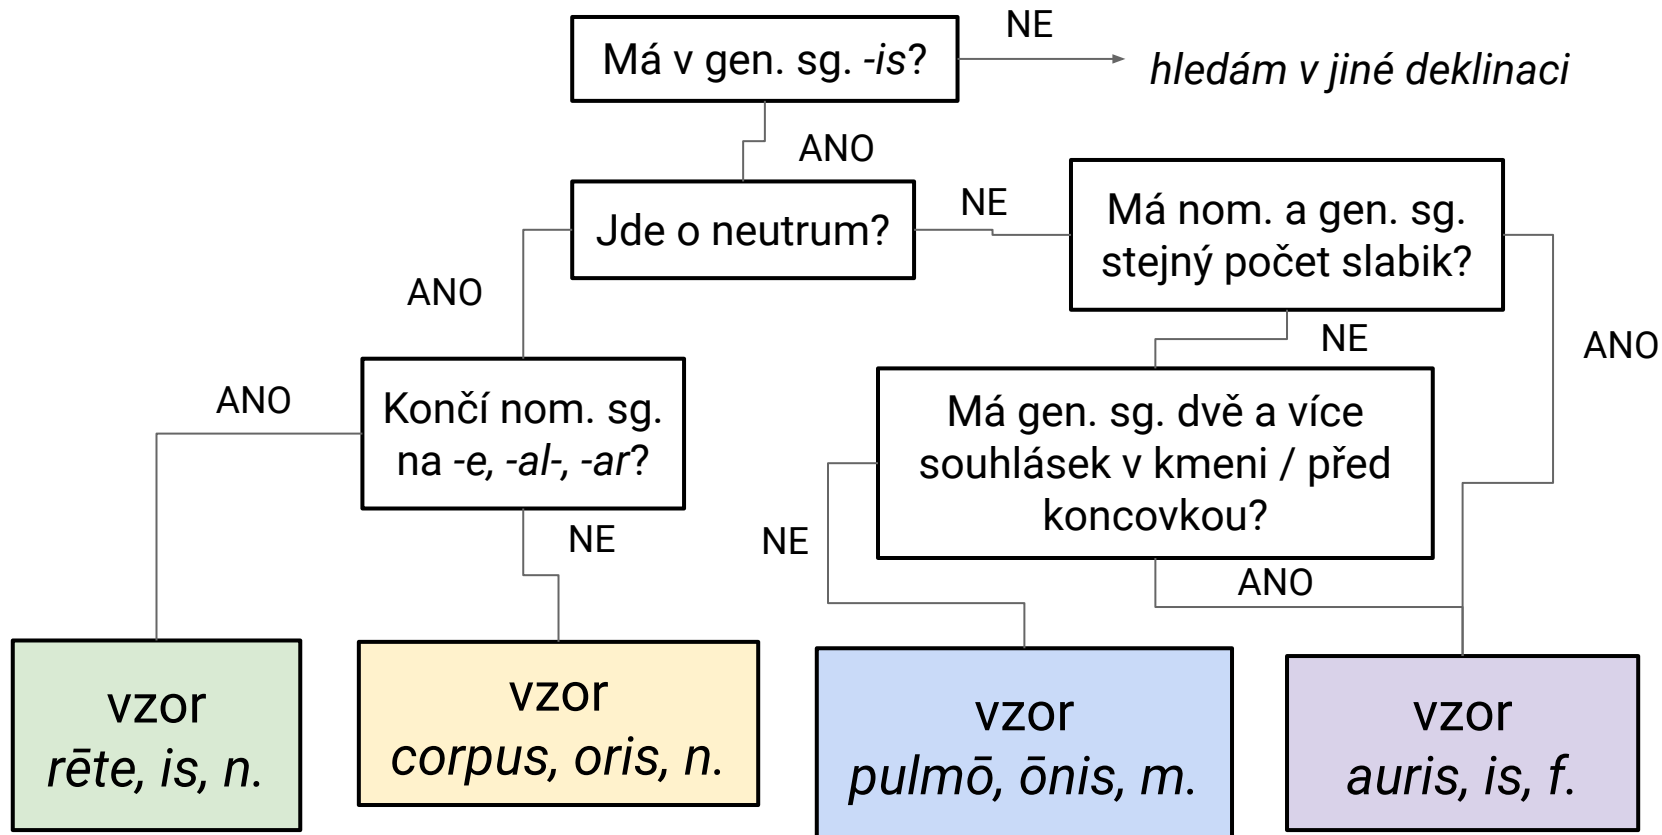 Má v gen. sg. -is?
NE
hledám v jiné deklinaci
ANO
Jde o neutrum?
NE
Má nom. a gen. sg.
stejný počet slabik?
ANO
NE
ANO
ANO
Končí nom. sg.
na -e, -al-, -ar?
NE
Má gen. sg. dvě a více
souhlásek v kmeni / před
koncovkou?
NE
ANO
vzor
rēte, is, n.
vzor
corpus, oris, n.
vzor
pulmō, ōnis, m.
vzor
auris, is, f.